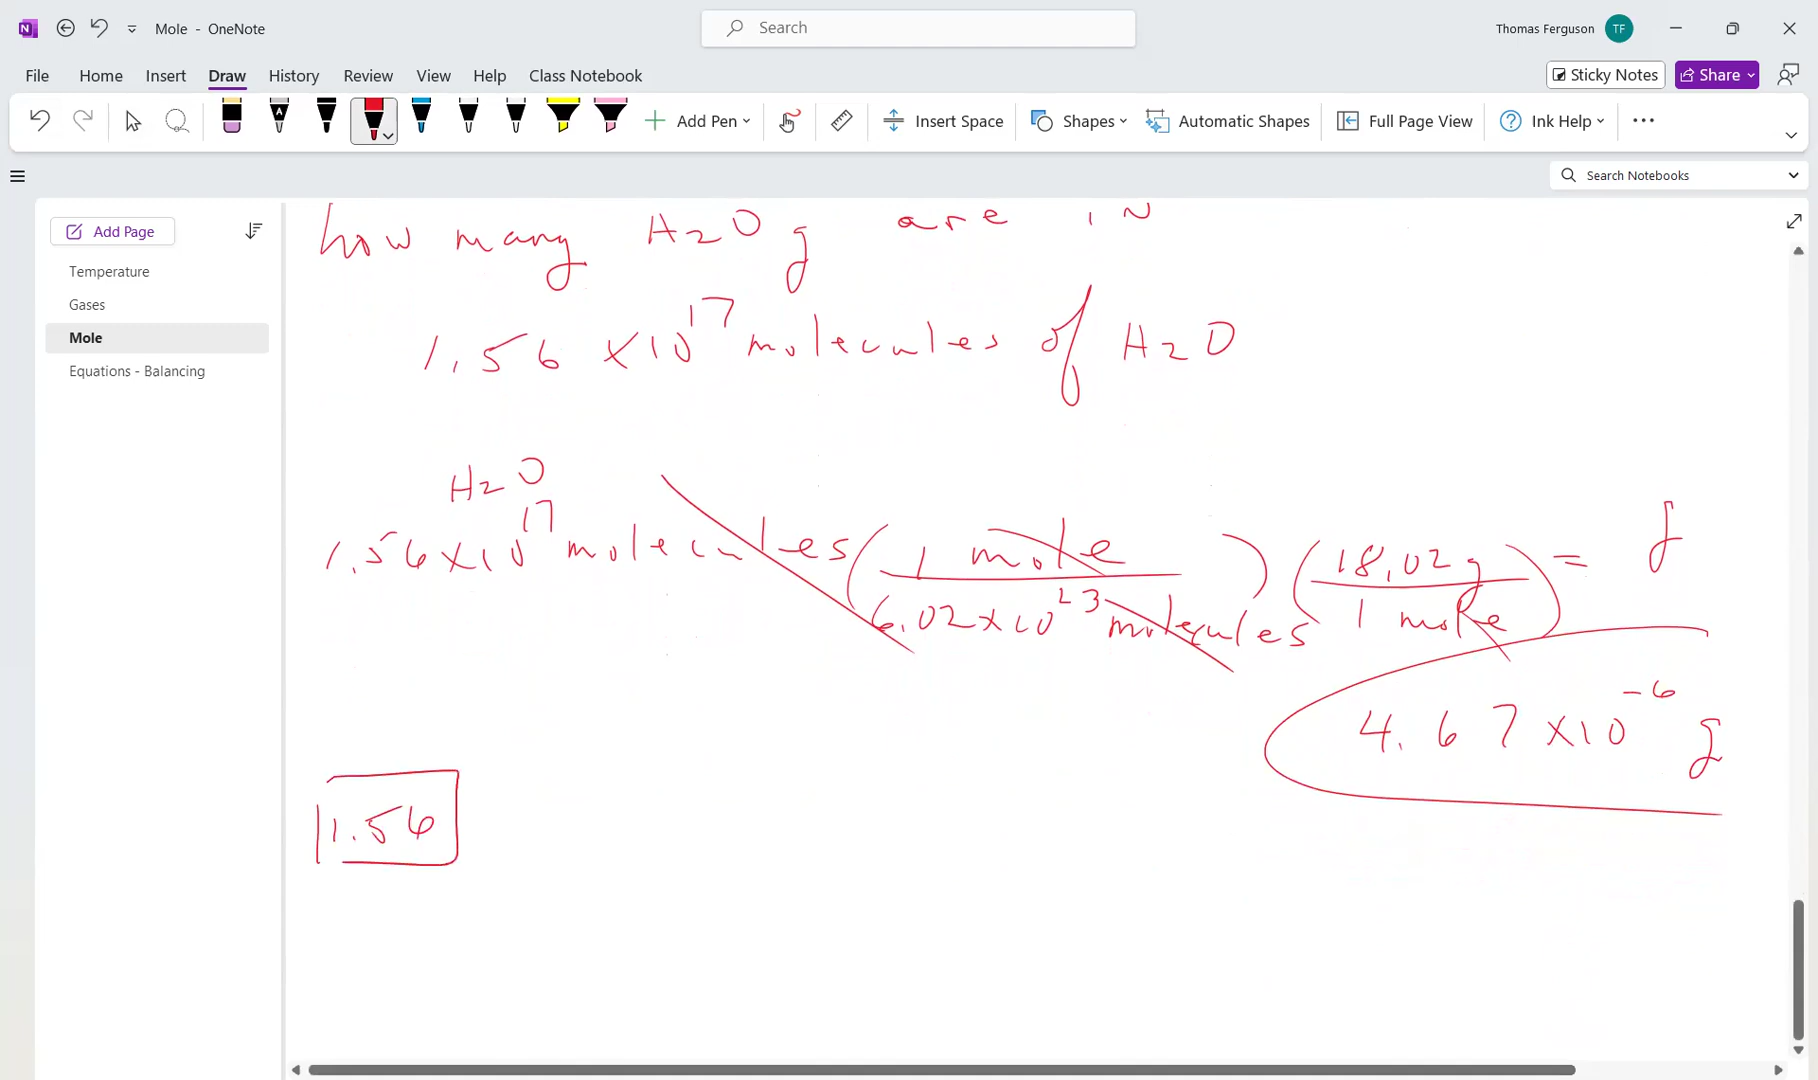 Mole - OneNote
Search
Thomas Ferguson TF
File Home Insert Draw History Review View Help Class Notebook
Sticky Notes Share
A
Add Pen Insert Space Shapes Automatic Shapes Full Page View Ink Help
Search Notebooks
Add Page
Temperature
Gases
Mole
Equations - Balancing
how many H2O g are in
1.56 x10^17 molecules of H2O
H2O
1.56x10^17 molecules (1 mole / 6.02x10^23 molecules) (18.02g / 1 mole) = g
4.67 x10^-6 g
1.56